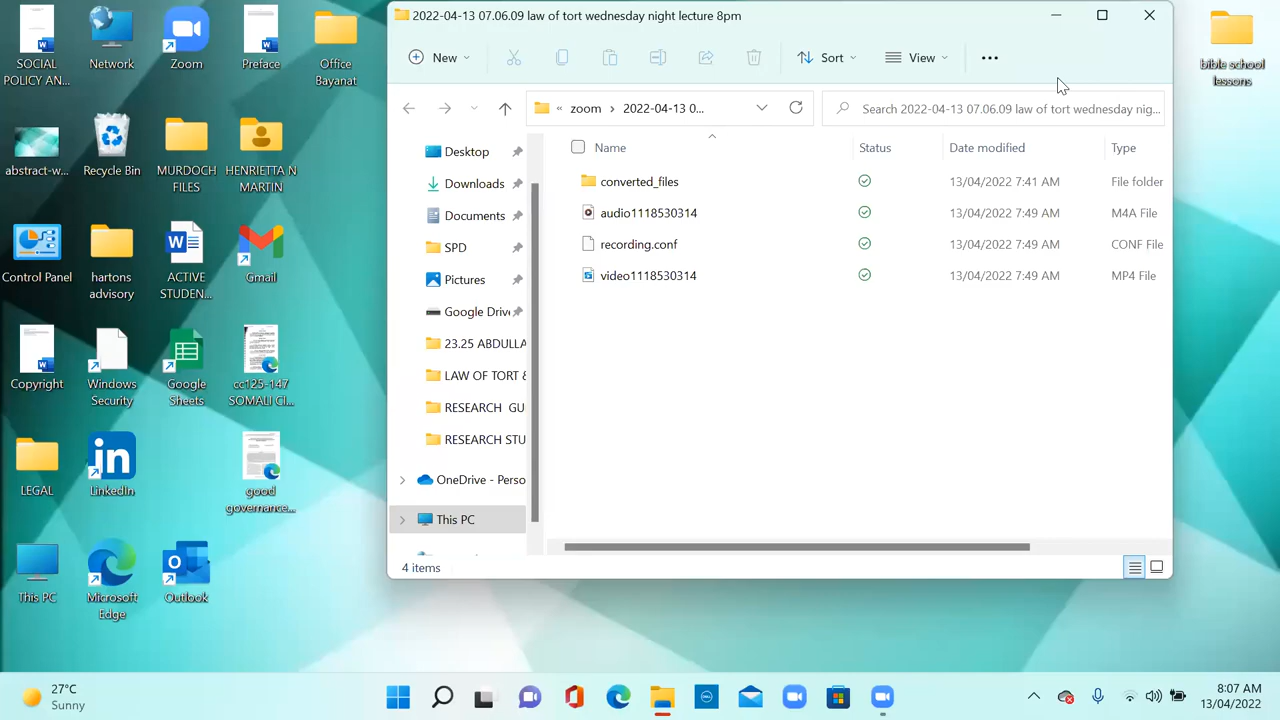 SOCIAL
POLICY AN...
Network
Zoom
Preface
Office
Bayanat
abstract-w...
Recycle Bin
MURDOCH
FILES
HENRIETTA N
MARTIN
Control Panel
hartons
advisory
ACTIVE
STUDEN...
Gmail
Copyright
Windows
Security
Google
Sheets
cc125-147
SOMALI CI...
LEGAL
LinkedIn
good
governance...
This PC
Microsoft
Edge
Outlook
2022-04-13 07.06.09 law of tort wednesday night lecture 8pm
New
Sort
View
zoom
2022-04-13 0...
Search 2022-04-13 07.06.09 law of tort wednesday nig...
Desktop
Downloads
Documents
SPD
Pictures
Google Drive
23.25 ABDULLA
LAW OF TORT &
RESEARCH GU
RESEARCH STU
OneDrive - Perso
This PC
Name Status Date modified Type
converted_files 13/04/2022 7:41 AM File folder
audio1118530314 13/04/2022 7:49 AM M4A File
recording.conf 13/04/2022 7:49 AM CONF File
video1118530314 13/04/2022 7:49 AM MP4 File
4 items
bible school
lessons
27°C
Sunny
8:07 AM
13/04/2022